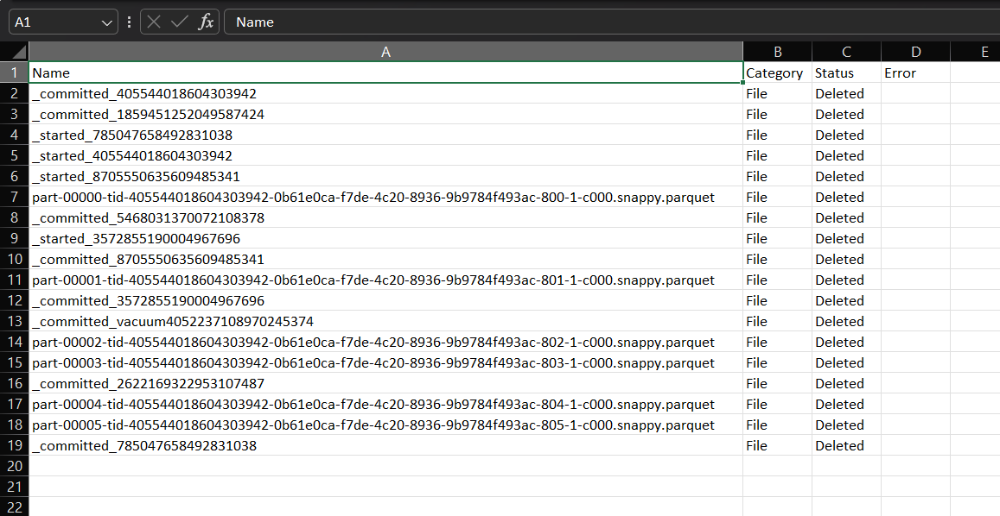 A1 fx Name
A B C D E
1 Name Category Status Error
2 _committed_405544018604303942 File Deleted
3 _committed_1859451252049587424 File Deleted
4 _started_785047658492831038 File Deleted
5 _started_405544018604303942 File Deleted
6 _started_8705550635609485341 File Deleted
7 part-00000-tid-405544018604303942-0b61e0ca-f7de-4c20-8936-9b9784f493ac-800-1-c000.snappy.parquet File Deleted
8 _committed_5468031370072108378 File Deleted
9 _started_3572855190004967696 File Deleted
10 _committed_8705550635609485341 File Deleted
11 part-00001-tid-405544018604303942-0b61e0ca-f7de-4c20-8936-9b9784f493ac-801-1-c000.snappy.parquet File Deleted
12 _committed_3572855190004967696 File Deleted
13 _committed_vacuum4052237108970245374 File Deleted
14 part-00002-tid-405544018604303942-0b61e0ca-f7de-4c20-8936-9b9784f493ac-802-1-c000.snappy.parquet File Deleted
15 part-00003-tid-405544018604303942-0b61e0ca-f7de-4c20-8936-9b9784f493ac-803-1-c000.snappy.parquet File Deleted
16 _committed_2622169322953107487 File Deleted
17 part-00004-tid-405544018604303942-0b61e0ca-f7de-4c20-8936-9b9784f493ac-804-1-c000.snappy.parquet File Deleted
18 part-00005-tid-405544018604303942-0b61e0ca-f7de-4c20-8936-9b9784f493ac-805-1-c000.snappy.parquet File Deleted
19 _committed_785047658492831038 File Deleted
20
21
22